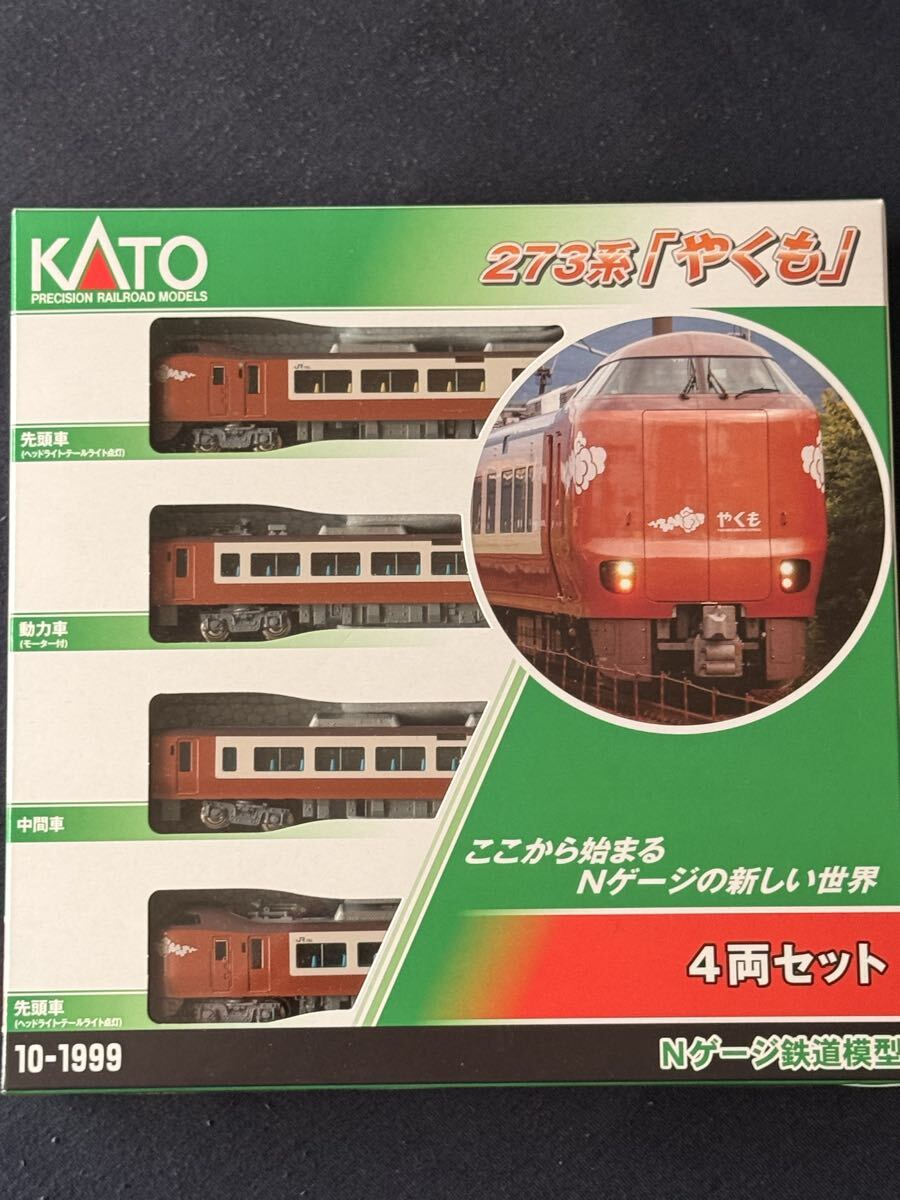 KATO
PRECISION RAILROAD MODELS
273系「やくも」
先頭車
(ヘッドライト・テールライト点灯)
やくも
動力車
(モーター付)
中間車
ここから始まる
Nゲージの新しい世界
先頭車
(ヘッドライト・テールライト点灯)
4両セット
10-1999
Nゲージ鉄道模型